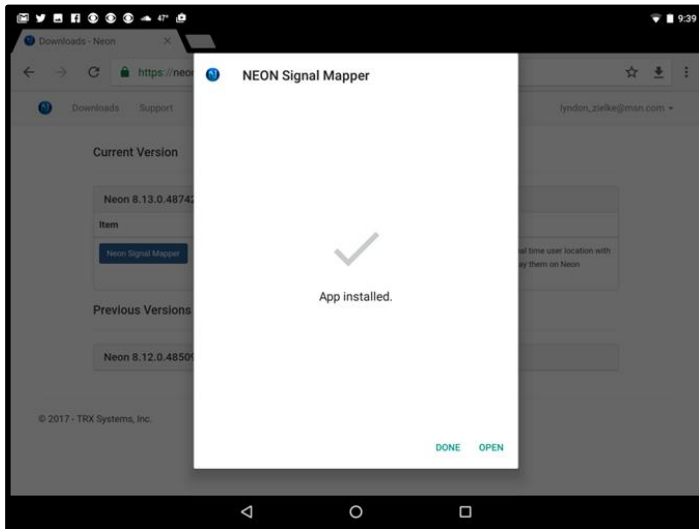 47°
9:39
Downloads - Neon
https://neo
NEON Signal Mapper
Downloads Support
lyndon_zielke@msn.com
Current Version
Neon 8.13.0.48742
Item
Neon Signal Mapper
al time user location with
ay them on Neon
App installed.
Previous Versions
Neon 8.12.0.48509
© 2017 - TRX Systems, Inc.
DONE OPEN